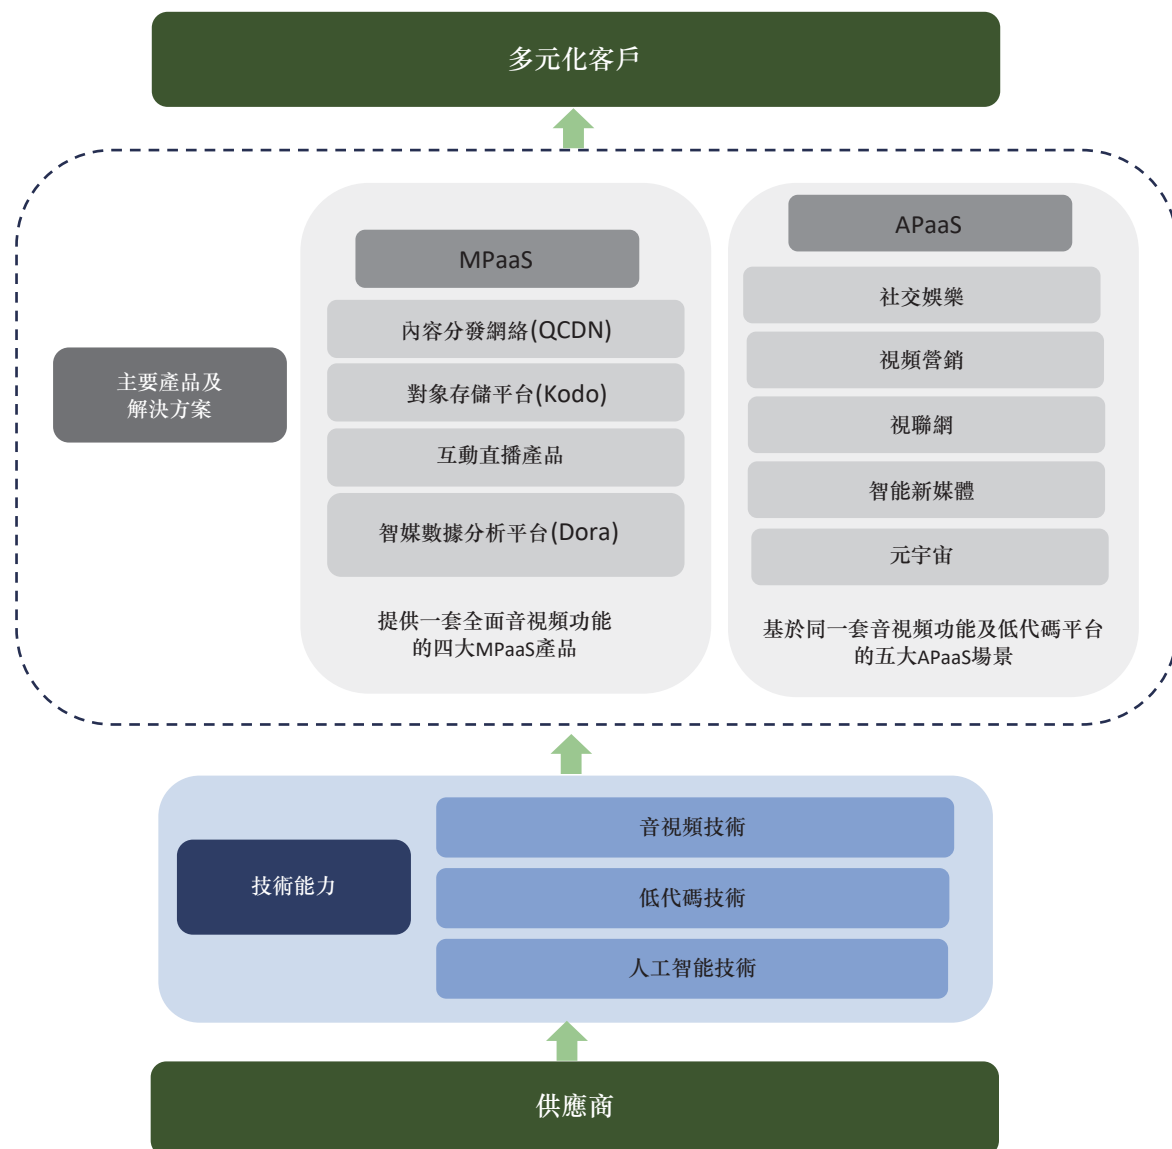 多元化客戶
主要產品及
解決方案
MPaaS
內容分發網絡(QCDN)
對象存儲平台(Kodo)
互動直播產品
智媒數據分析平台(Dora)
提供一套全面音視頻功能
的四大MPaaS產品
APaaS
社交娛樂
視頻營銷
視聯網
智能新媒體
元宇宙
基於同一套音視頻功能及低代碼平台
的五大APaaS場景
技術能力
音視頻技術
低代碼技術
人工智能技術
供應商